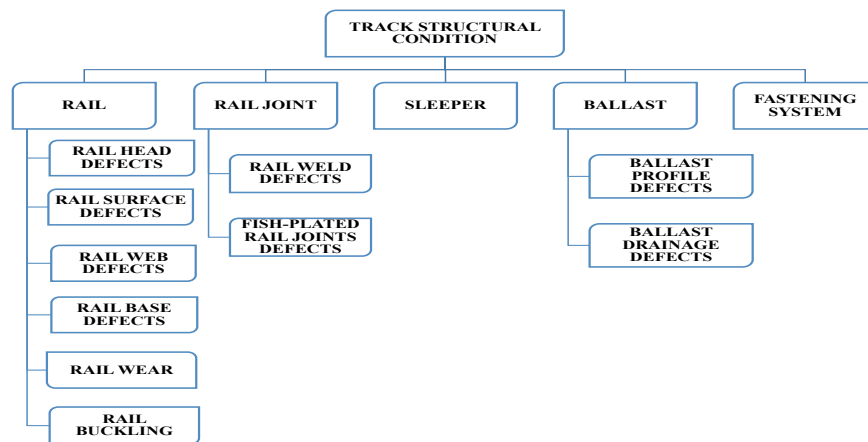 TRACK STRUCTURAL
CONDITION
RAIL
RAIL JOINT
SLEEPER
BALLAST
FASTENING
SYSTEM
RAIL HEAD
DEFECTS
RAIL SURFACE
DEFECTS
RAIL WEB
DEFECTS
RAIL BASE
DEFECTS
RAIL WEAR
RAIL
BUCKLING
RAIL WELD
DEFECTS
FISH-PLATED
RAIL JOINTS
DEFECTS
BALLAST
PROFILE
DEFECTS
BALLAST
DRAINAGE
DEFECTS